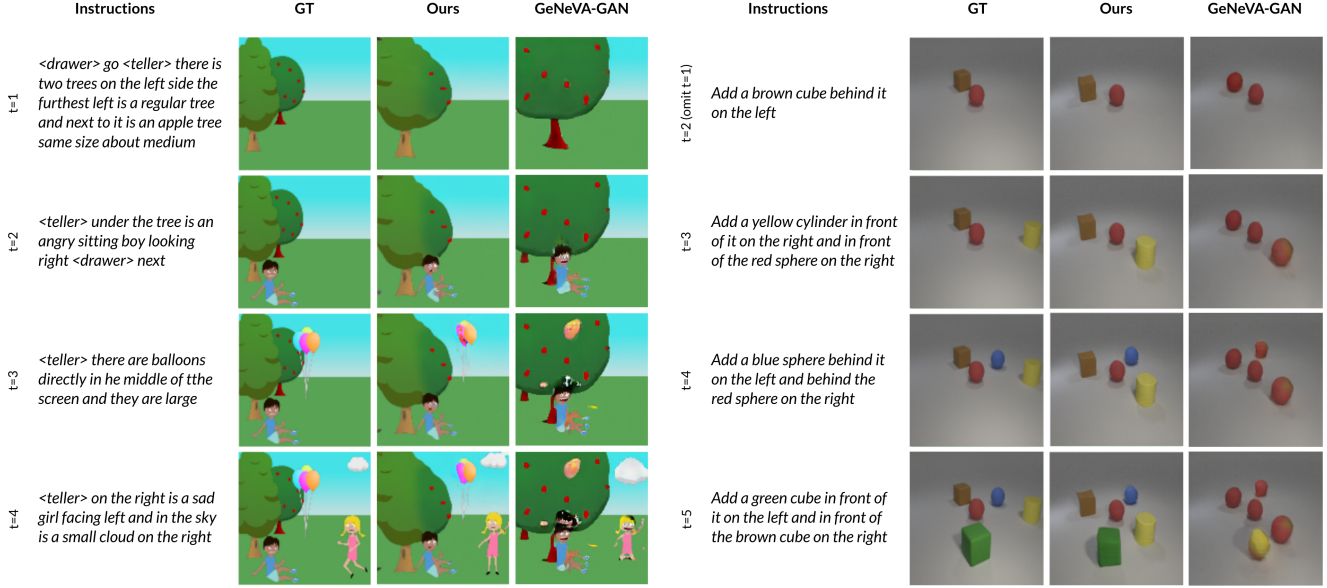 Instructions GT Ours GeNeVA-GAN Instructions GT Ours GeNeVA-GAN
t=1
<drawer> go <teller> there is
two trees on the left side the
furthest left is a regular tree
and next to it is an apple tree
same size about medium
t=2
<teller> under the tree is an
angry sitting boy looking
right <drawer> next
t=3
<teller> there are balloons
directly in he middle of tthe
screen and they are large
t=4
<teller> on the right is a sad
girl facing left and in the sky
is a small cloud on the right
t=2 (omit t=1)
Add a brown cube behind it
on the left
t=3
Add a yellow cylinder in front
of it on the right and in front
of the red sphere on the right
t=4
Add a blue sphere behind it
on the left and behind the
red sphere on the right
t=5
Add a green cube in front of
it on the left and in front of
the brown cube on the right